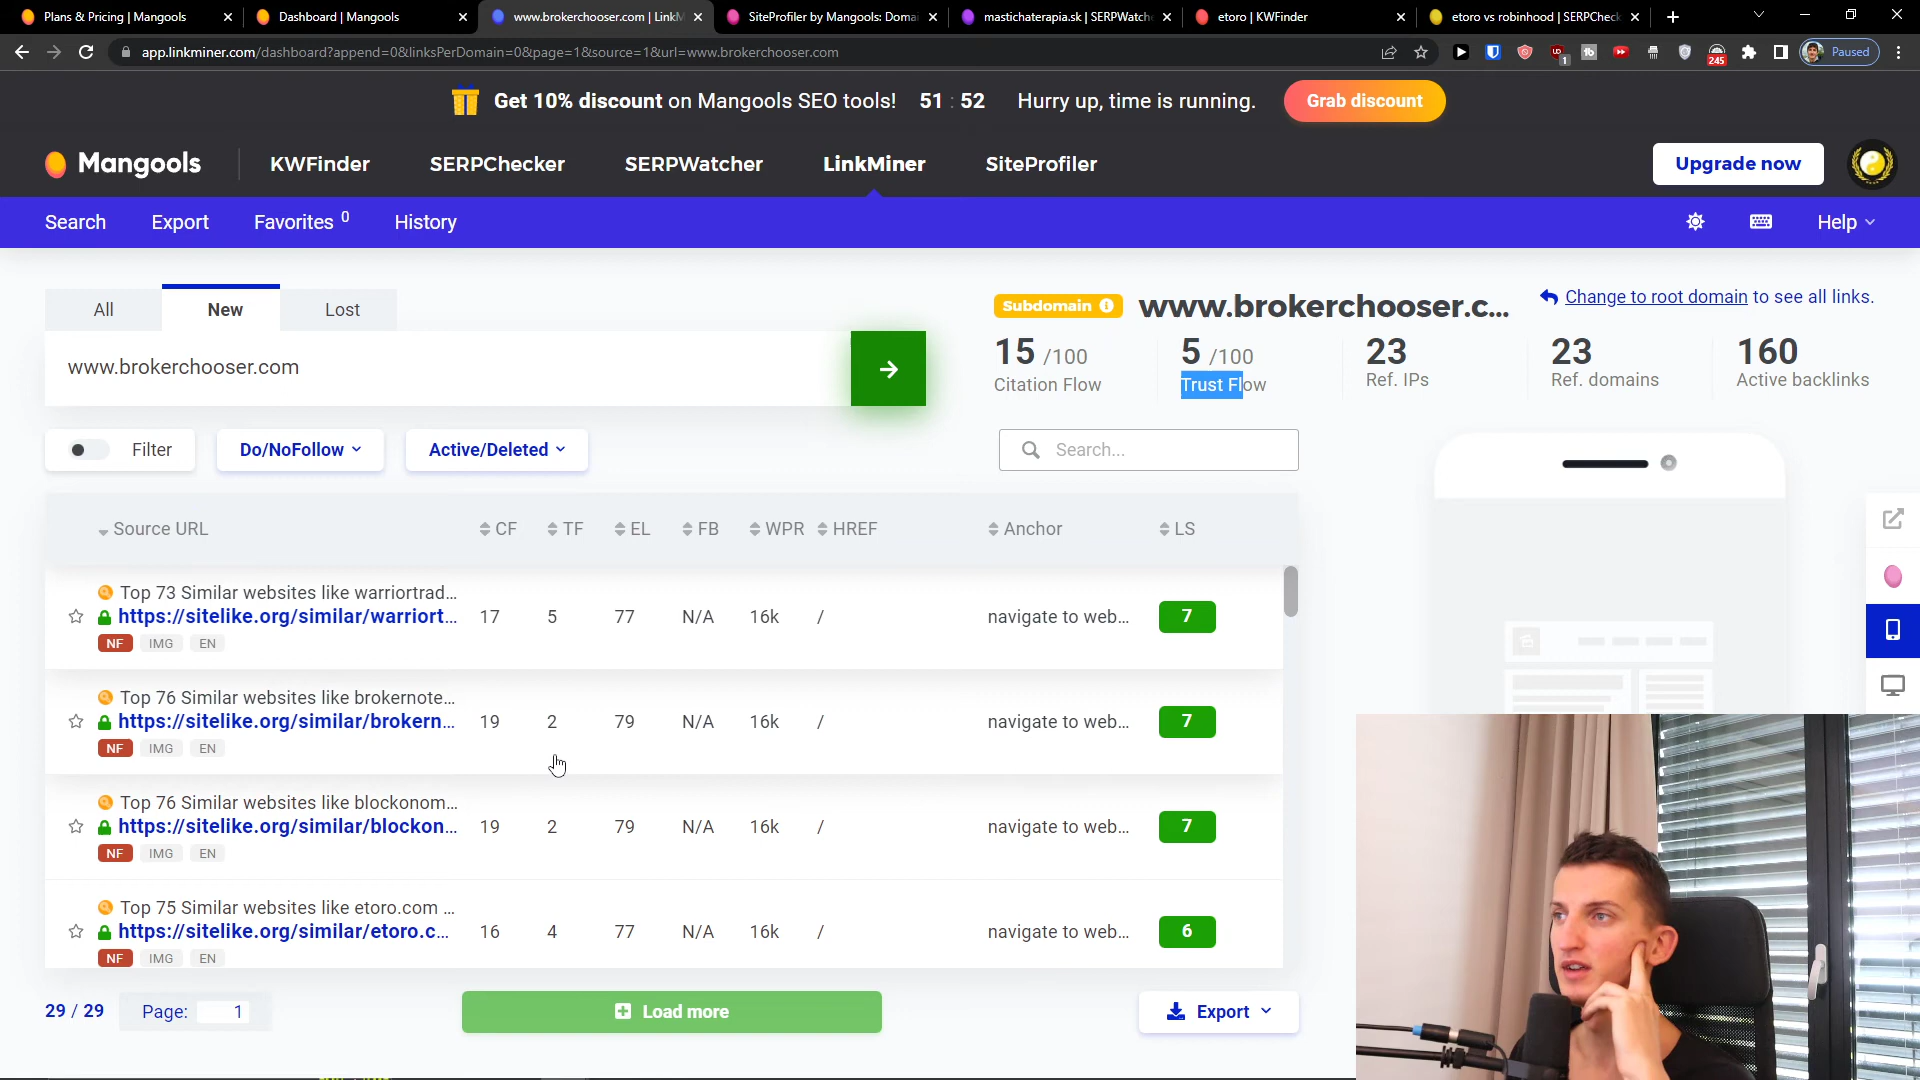 Plans & Pricing | Mangools
Dashboard | Mangools
www.brokerchooser.com | LinkM
SiteProfiler by Mangools: Domai
mastichaterapia.sk | SERPWatch
etoro | KWFinder
etoro vs robinhood | SERPCheck
app.linkminer.com/dashboard?append=0&linksPerDomain=0&page=1&source=1&url=www.brokerchooser.com
1
245
Paused
Get 10% discount on Mangools SEO tools! 51 : 52 Hurry up, time is running. Grab discount
Mangools KWFinder SERPChecker SERPWatcher LinkMiner SiteProfiler Upgrade now
Search Export Favorites 0 History Help
All New Lost
www.brokerchooser.com
Subdomain www.brokerchooser.c... Change to root domain to see all links.
15 /100 5 /100 23 23 160
Citation Flow Trust Flow Ref. IPs Ref. domains Active backlinks
Filter Do/NoFollow Active/Deleted Search...
Source URL CF TF EL FB WPR HREF Anchor LS
Top 73 Similar websites like warriortrad...
https://sitelike.org/similar/warriort... 17 5 77 N/A 16k / navigate to web... 7
NF IMG EN
Top 76 Similar websites like brokernote...
https://sitelike.org/similar/brokern... 19 2 79 N/A 16k / navigate to web... 7
NF IMG EN
Top 76 Similar websites like blockonom...
https://sitelike.org/similar/blockon... 19 2 79 N/A 16k / navigate to web... 7
NF IMG EN
Top 75 Similar websites like etoro.com ...
https://sitelike.org/similar/etoro.c... 16 4 77 N/A 16k / navigate to web... 6
NF IMG EN
29 / 29 Page: 1 Load more Export